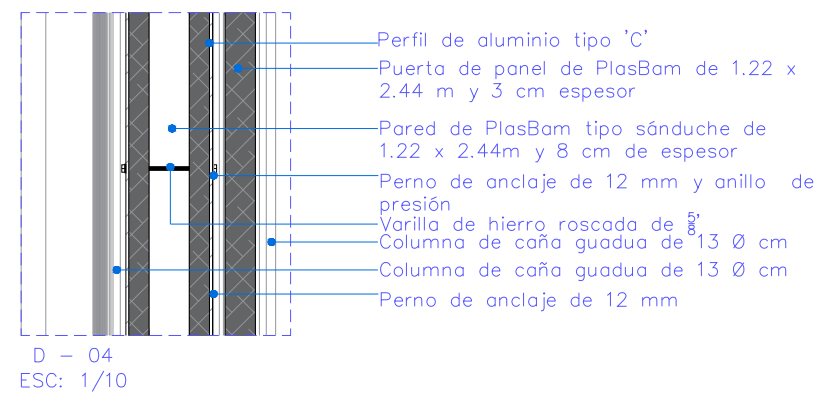 Perfil de aluminio tipo 'C'
Puerta de panel de PlasBam de 1.22 x
2.44 m y 3 cm espesor
Pared de PlasBam tipo sánduche de
1.22 x 2.44m y 8 cm de espesor
Perno de anclaje de 12 mm y anillo de
presión
Varilla de hierro roscada de 5/8'
Columna de caña guadua de 13 Ø cm
Columna de caña guadua de 13 Ø cm
Perno de anclaje de 12 mm
D - 04
ESC: 1/10